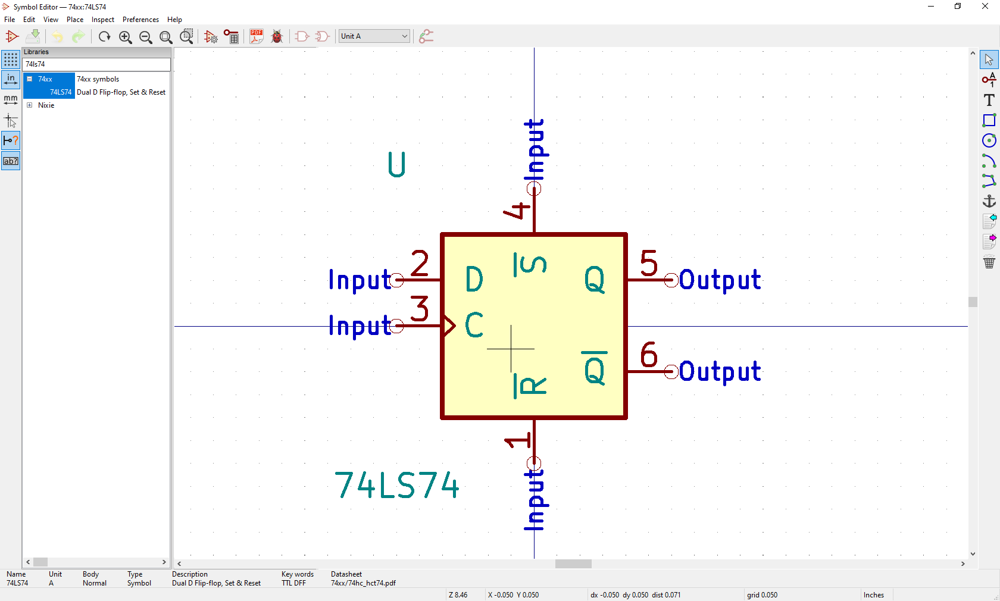 Symbol Editor — 74xx:74LS74
File Edit View Place Inspect Preferences Help
PDF
Unit A
Libraries
74ls74
74xx 74xx symbols
74LS74 Dual D Flip-flop, Set & Reset
Nixie
in
mm
ab?
A
1
T
U
Input
4
Input 2 D S Q 5 Output
Input 3 C
R Q 6 Output
1
Input
74LS74
Name Unit Body Type Description Key words Datasheet
74LS74 A Normal Symbol Dual D Flip-flop, Set & Reset TTL DFF 74xx/74hc_hct74.pdf
Z 8.46 X -0.050 Y 0.050 dx -0.050 dy 0.050 dist 0.071 grid 0.050 Inches